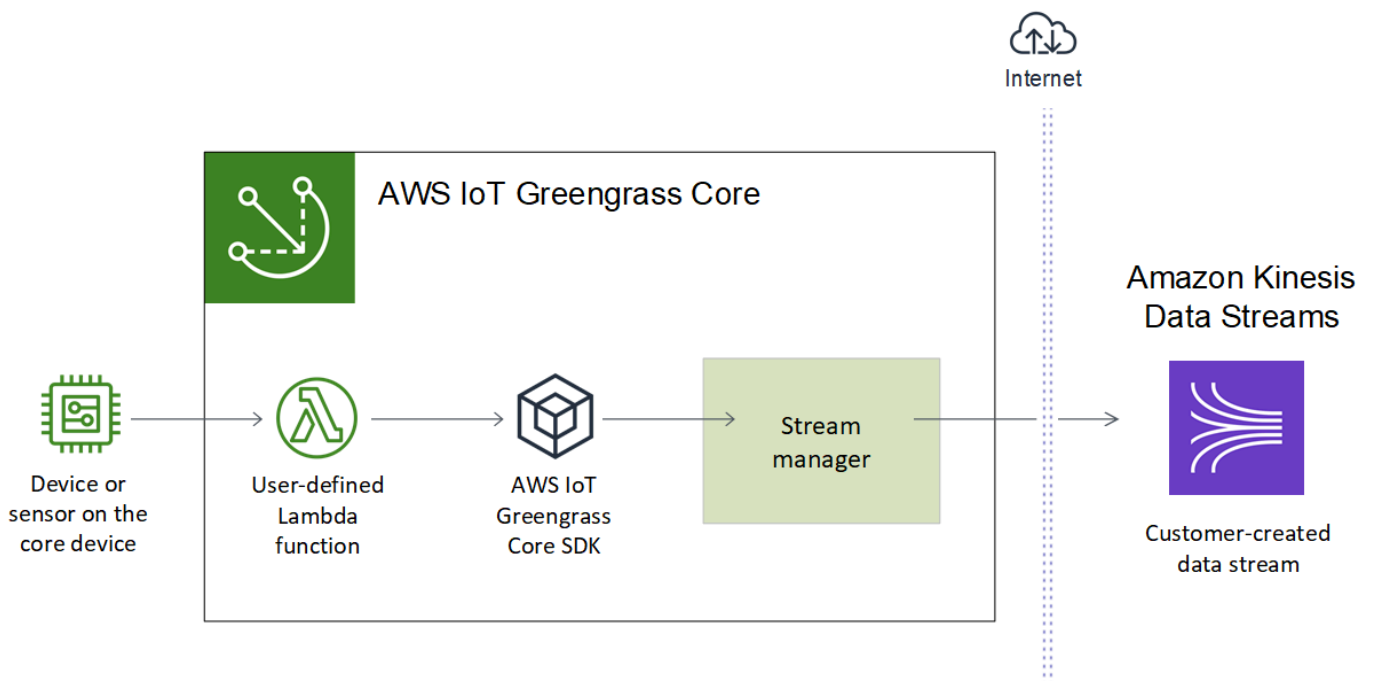 Internet
AWS IoT Greengrass Core
Amazon Kinesis
Data Streams
Device or
sensor on the
core device
User-defined
Lambda
function
AWS IoT
Greengrass
Core SDK
Stream
manager
Customer-created
data stream